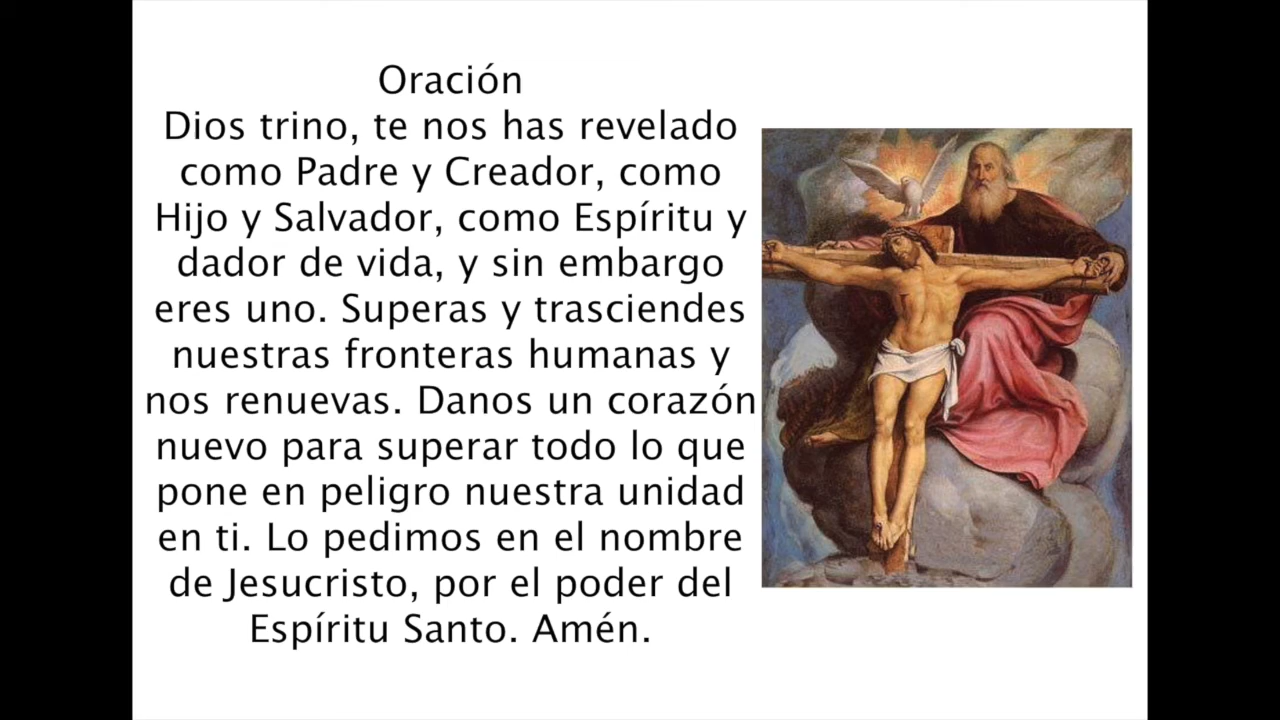 Oración
Dios trino, te nos has revelado
como Padre y Creador, como
Hijo y Salvador, como Espíritu y
dador de vida, y sin embargo
eres uno. Superas y trasciendes
nuestras fronteras humanas y
nos renuevas. Danos un corazón
nuevo para superar todo lo que
pone en peligro nuestra unidad
en ti. Lo pedimos en el nombre
de Jesucristo, por el poder del
Espíritu Santo. Amén.